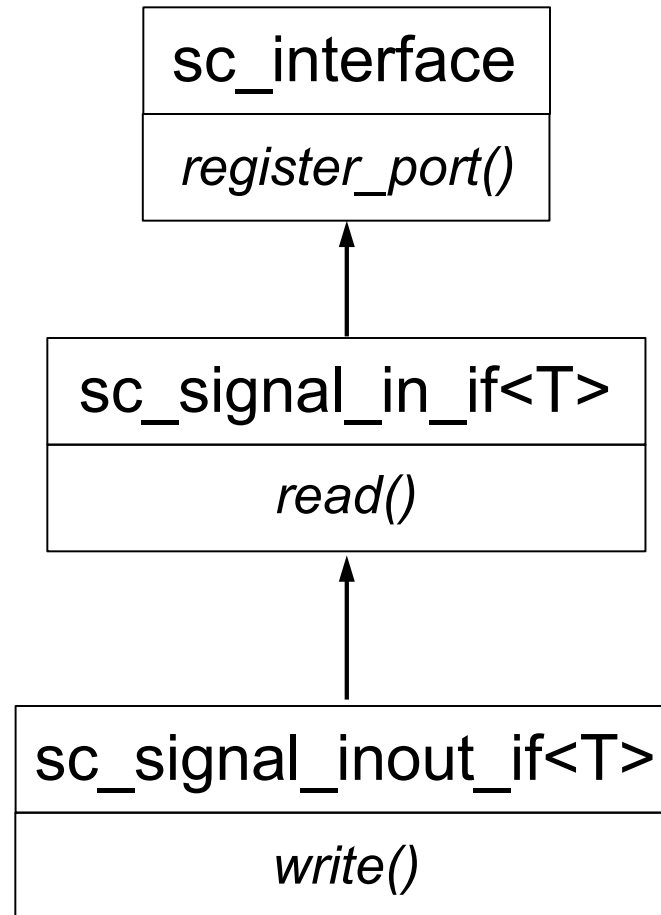 sc_interface
register_port()
sc_signal_in_if<T>
read()
sc_signal_inout_if<T>
write()